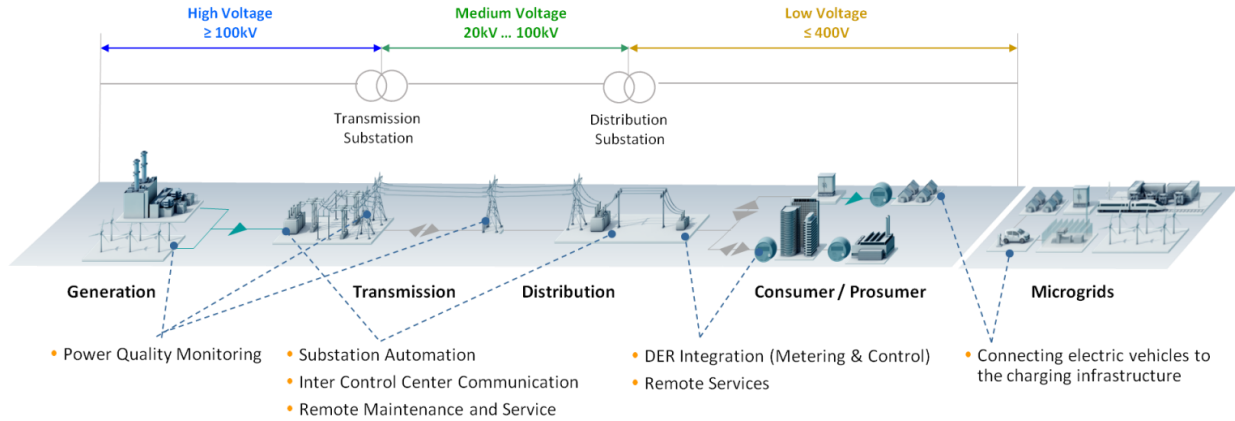 High Voltage
≥ 100kV
Medium Voltage
20kV ... 100kV
Low Voltage
≤ 400V
Transmission
Substation
Distribution
Substation
Generation
Transmission
Distribution
Consumer / Prosumer
Microgrids
• Power Quality Monitoring
• Substation Automation
• Inter Control Center Communication
• Remote Maintenance and Service
• DER Integration (Metering & Control)
• Remote Services
• Connecting electric vehicles to
the charging infrastructure